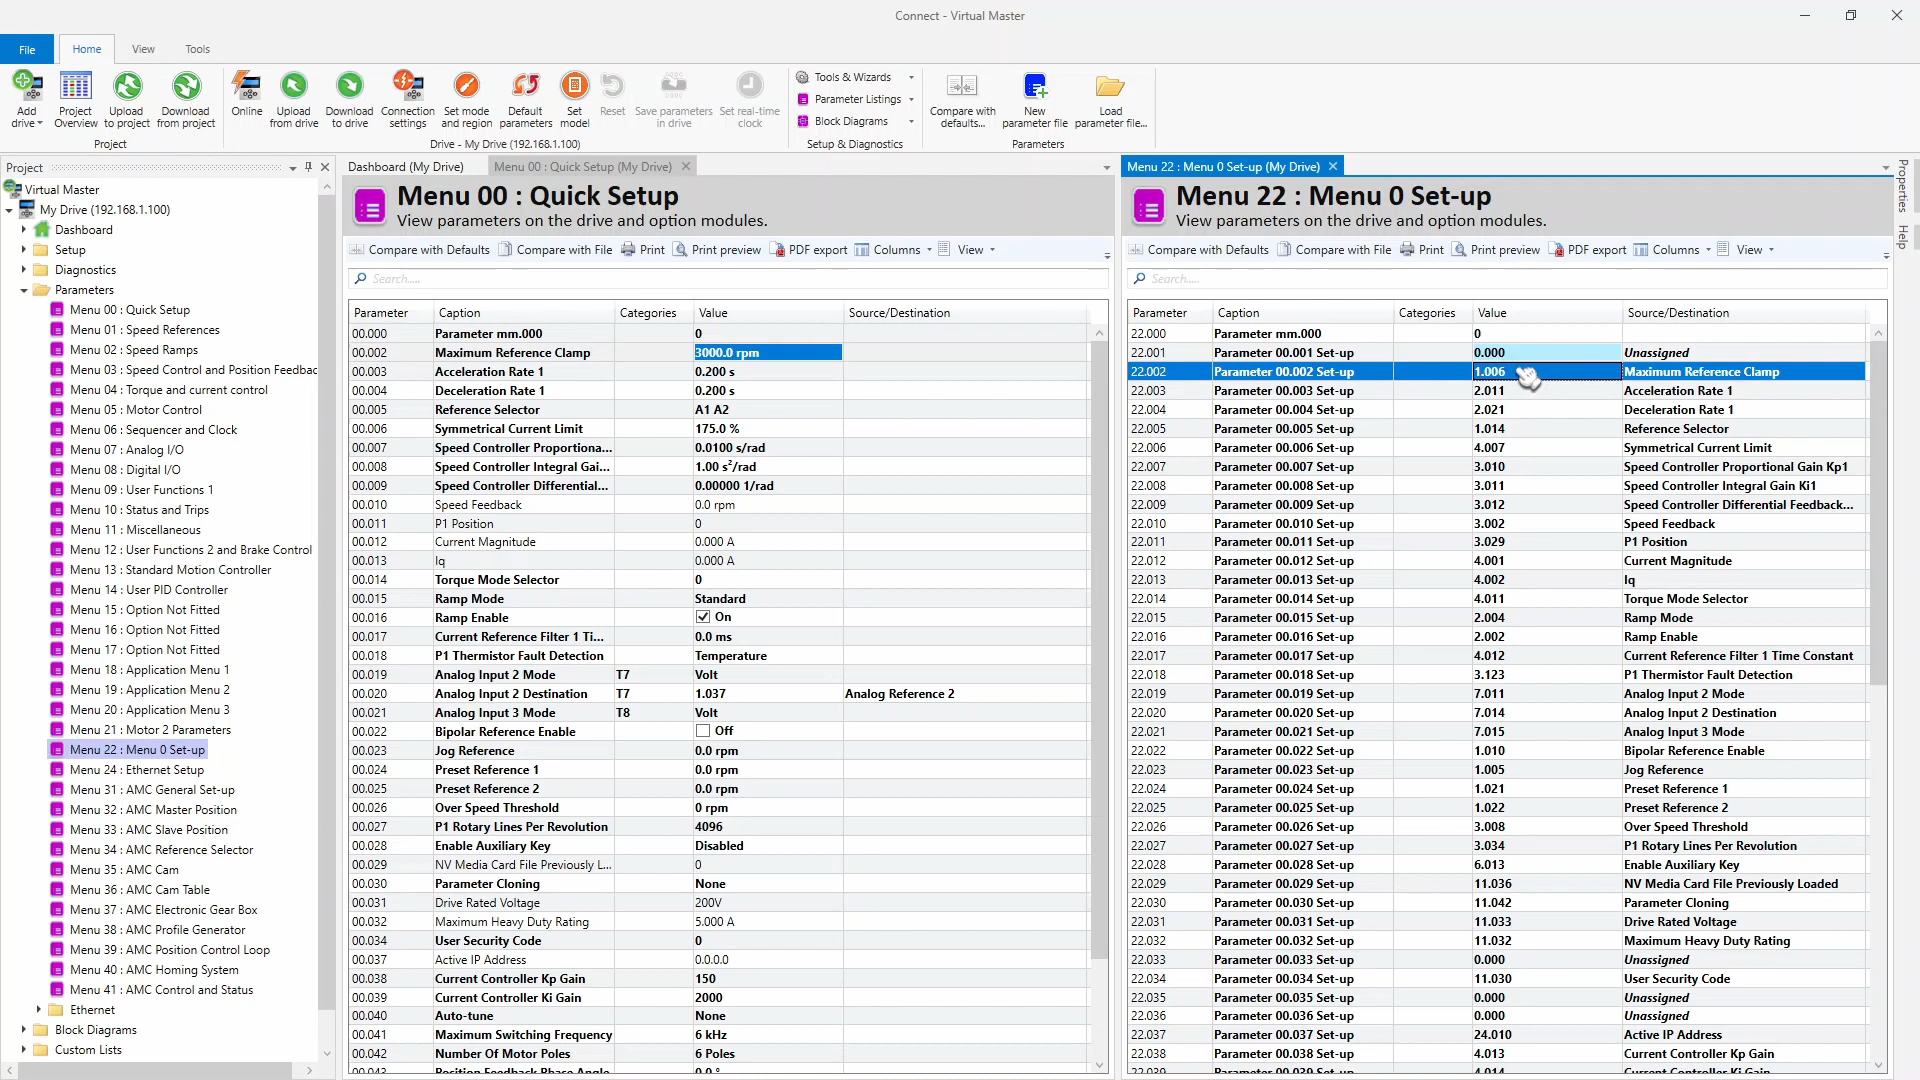 Connect - Virtual Master
File Home View Tools
Add drive
Project Overview
Upload to project
Download from project
Online
Upload from drive
Download to drive
Connection settings
Set mode and region
Default parameters
Set model
Reset
Save parameters in drive
Set real-time clock
Tools & Wizards
Parameter Listings
Block Diagrams
Compare with defaults...
New parameter file
Load parameter file...
Project
Drive - My Drive (192.168.1.100)
Setup & Diagnostics
Parameters
Project
Virtual Master
My Drive (192.168.1.100)
Dashboard
Setup
Diagnostics
Parameters
Menu 00 : Quick Setup
Menu 01 : Speed References
Menu 02 : Speed Ramps
Menu 03 : Speed Control and Position Feedbac
Menu 04 : Torque and current control
Menu 05 : Motor Control
Menu 06 : Sequencer and Clock
Menu 07 : Analog I/O
Menu 08 : Digital I/O
Menu 09 : User Functions 1
Menu 10 : Status and Trips
Menu 11 : Miscellaneous
Menu 12 : User Functions 2 and Brake Control
Menu 13 : Standard Motion Controller
Menu 14 : User PID Controller
Menu 15 : Option Not Fitted
Menu 16 : Option Not Fitted
Menu 17 : Option Not Fitted
Menu 18 : Application Menu 1
Menu 19 : Application Menu 2
Menu 20 : Application Menu 3
Menu 21 : Motor 2 Parameters
Menu 22 : Menu 0 Set-up
Menu 24 : Ethernet Setup
Menu 31 : AMC General Set-up
Menu 32 : AMC Master Position
Menu 33 : AMC Slave Position
Menu 34 : AMC Reference Selector
Menu 35 : AMC Cam
Menu 36 : AMC Cam Table
Menu 37 : AMC Electronic Gear Box
Menu 38 : AMC Profile Generator
Menu 39 : AMC Position Control Loop
Menu 40 : AMC Homing System
Menu 41 : AMC Control and Status
Ethernet
Block Diagrams
Custom Lists
Dashboard (My Drive) Menu 00 : Quick Setup (My Drive)
Menu 00 : Quick Setup
View parameters on the drive and option modules.
Compare with Defaults Compare with File Print Print preview PDF export Columns View
Search.....
Parameter Caption Categories Value Source/Destination
00.000 Parameter mm.000 0
00.002 Maximum Reference Clamp 3000.0 rpm
00.003 Acceleration Rate 1 0.200 s
00.004 Deceleration Rate 1 0.200 s
00.005 Reference Selector A1 A2
00.006 Symmetrical Current Limit 175.0 %
00.007 Speed Controller Proportiona... 0.0100 s/rad
00.008 Speed Controller Integral Gai... 1.00 s²/rad
00.009 Speed Controller Differential... 0.00000 1/rad
00.010 Speed Feedback 0.0 rpm
00.011 P1 Position 0
00.012 Current Magnitude 0.000 A
00.013 Iq 0.000 A
00.014 Torque Mode Selector 0
00.015 Ramp Mode Standard
00.016 Ramp Enable On
00.017 Current Reference Filter 1 Ti... 0.0 ms
00.018 P1 Thermistor Fault Detection Temperature
00.019 Analog Input 2 Mode T7 Volt
00.020 Analog Input 2 Destination T7 1.037 Analog Reference 2
00.021 Analog Input 3 Mode T8 Volt
00.022 Bipolar Reference Enable Off
00.023 Jog Reference 0.0 rpm
00.024 Preset Reference 1 0.0 rpm
00.025 Preset Reference 2 0.0 rpm
00.026 Over Speed Threshold 0 rpm
00.027 P1 Rotary Lines Per Revolution 4096
00.028 Enable Auxiliary Key Disabled
00.029 NV Media Card File Previously L... 0
00.030 Parameter Cloning None
00.031 Drive Rated Voltage 200V
00.032 Maximum Heavy Duty Rating 5.000 A
00.034 User Security Code 0
00.037 Active IP Address 0.0.0.0
00.038 Current Controller Kp Gain 150
00.039 Current Controller Ki Gain 2000
00.040 Auto-tune None
00.041 Maximum Switching Frequency 6 kHz
00.042 Number Of Motor Poles 6 Poles
00.043 Position Feedback Phase Angle 0.0 °
Menu 22 : Menu 0 Set-up (My Drive)
Menu 22 : Menu 0 Set-up
View parameters on the drive and option modules.
Compare with Defaults Compare with File Print Print preview PDF export Columns View
Search.....
Parameter Caption Categories Value Source/Destination
22.000 Parameter mm.000 0
22.001 Parameter 00.001 Set-up 0.000 Unassigned
22.002 Parameter 00.002 Set-up 1.006 Maximum Reference Clamp
22.003 Parameter 00.003 Set-up 2.011 Acceleration Rate 1
22.004 Parameter 00.004 Set-up 2.021 Deceleration Rate 1
22.005 Parameter 00.005 Set-up 1.014 Reference Selector
22.006 Parameter 00.006 Set-up 4.007 Symmetrical Current Limit
22.007 Parameter 00.007 Set-up 3.010 Speed Controller Proportional Gain Kp1
22.008 Parameter 00.008 Set-up 3.011 Speed Controller Integral Gain Ki1
22.009 Parameter 00.009 Set-up 3.012 Speed Controller Differential Feedback...
22.010 Parameter 00.010 Set-up 3.002 Speed Feedback
22.011 Parameter 00.011 Set-up 3.029 P1 Position
22.012 Parameter 00.012 Set-up 4.001 Current Magnitude
22.013 Parameter 00.013 Set-up 4.002 Iq
22.014 Parameter 00.014 Set-up 4.011 Torque Mode Selector
22.015 Parameter 00.015 Set-up 2.004 Ramp Mode
22.016 Parameter 00.016 Set-up 2.002 Ramp Enable
22.017 Parameter 00.017 Set-up 4.012 Current Reference Filter 1 Time Constant
22.018 Parameter 00.018 Set-up 3.123 P1 Thermistor Fault Detection
22.019 Parameter 00.019 Set-up 7.011 Analog Input 2 Mode
22.020 Parameter 00.020 Set-up 7.014 Analog Input 2 Destination
22.021 Parameter 00.021 Set-up 7.015 Analog Input 3 Mode
22.022 Parameter 00.022 Set-up 1.010 Bipolar Reference Enable
22.023 Parameter 00.023 Set-up 1.005 Jog Reference
22.024 Parameter 00.024 Set-up 1.021 Preset Reference 1
22.025 Parameter 00.025 Set-up 1.022 Preset Reference 2
22.026 Parameter 00.026 Set-up 3.008 Over Speed Threshold
22.027 Parameter 00.027 Set-up 3.034 P1 Rotary Lines Per Revolution
22.028 Parameter 00.028 Set-up 6.013 Enable Auxiliary Key
22.029 Parameter 00.029 Set-up 11.036 NV Media Card File Previously Loaded
22.030 Parameter 00.030 Set-up 11.042 Parameter Cloning
22.031 Parameter 00.031 Set-up 11.033 Drive Rated Voltage
22.032 Parameter 00.032 Set-up 11.032 Maximum Heavy Duty Rating
22.033 Parameter 00.033 Set-up 0.000 Unassigned
22.034 Parameter 00.034 Set-up 11.030 User Security Code
22.035 Parameter 00.035 Set-up 0.000 Unassigned
22.036 Parameter 00.036 Set-up 0.000 Unassigned
22.037 Parameter 00.037 Set-up 24.010 Active IP Address
22.038 Parameter 00.038 Set-up 4.013 Current Controller Kp Gain
22.039 Parameter 00.039 Set-up 4.014 Current Controller Ki Gain
Properties
Help